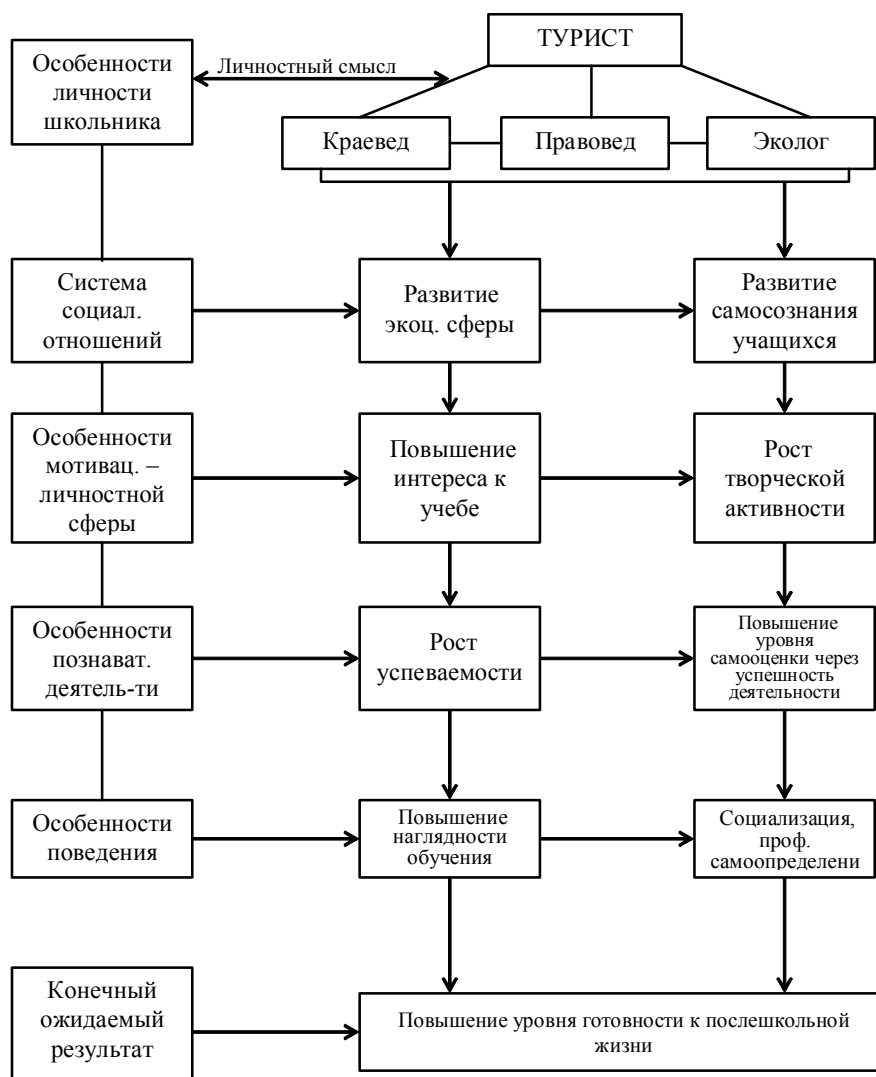 ТУРИСТ
Особенности
личности
школьника
Личностный смысл
Краевед
Правовед
Эколог
Система
социал.
отношений
Развитие
экоц. сферы
Развитие
самосознания
учащихся
Особенности
мотивац. –
личностной
сферы
Повышение
интереса к
учебе
Рост
творческой
активности
Особенности
познават.
деятель-ти
Рост
успеваемости
Повышение
уровня
самооценки через
успешность
деятельности
Особенности
поведения
Повышение
наглядности
обучения
Социализация,
проф.
самоопределени
Конечный
ожидаемый
результат
Повышение уровня готовности к послешкольной
жизни